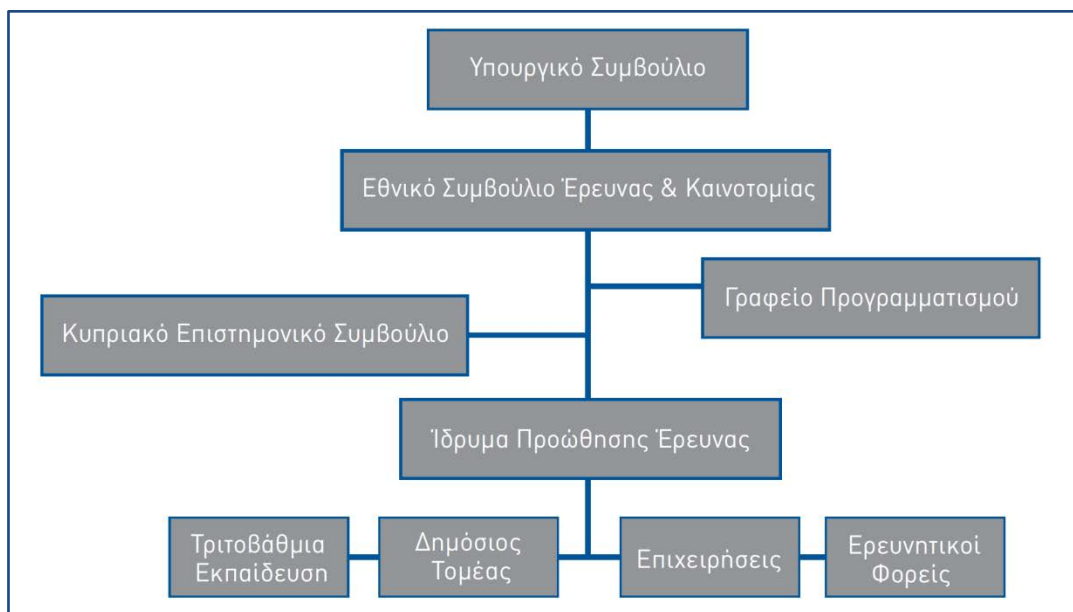 Υπουργικό Συμβούλιο
Εθνικό Συμβούλιο Έρευνας & Καινοτομίας
Γραφείο Προγραμματισμού
Κυπριακό Επιστημονικό Συμβούλιο
Ίδρυμα Προώθησης Έρευνας
Τριτοβάθμια
Εκπαίδευση
Δημόσιος
Τομέας
Επιχειρήσεις
Ερευνητικοί
Φορείς